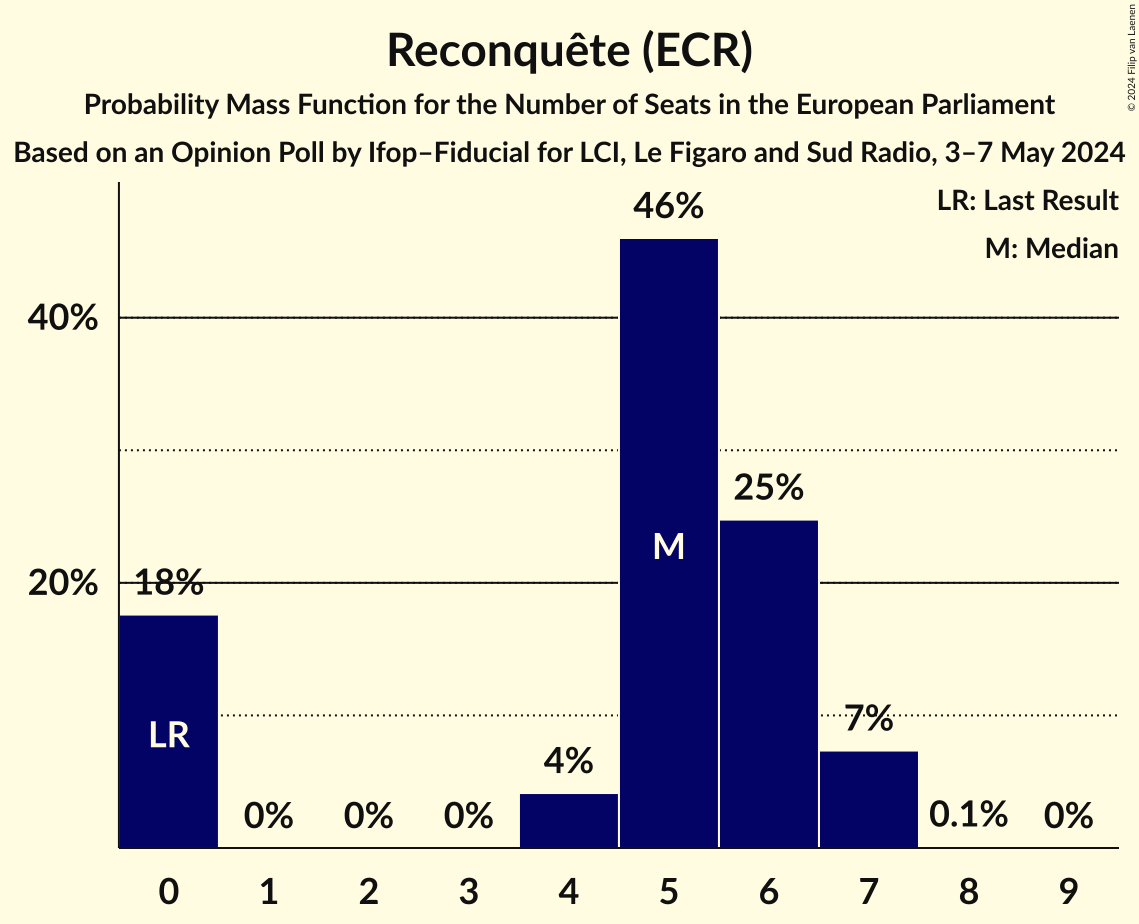 Reconquête (ECR)
Probability Mass Function for the Number of Seats in the European Parliament
Based on an Opinion Poll by Ifop–Fiducial for LCI, Le Figaro and Sud Radio, 3–7 May 2024
© 2024 Filip van Laenen
LR: Last Result
M: Median
46%
40%
25%
M
20%
18%
7%
LR
4%
0% 0% 0% 0.1% 0%
0 1 2 3 4 5 6 7 8 9